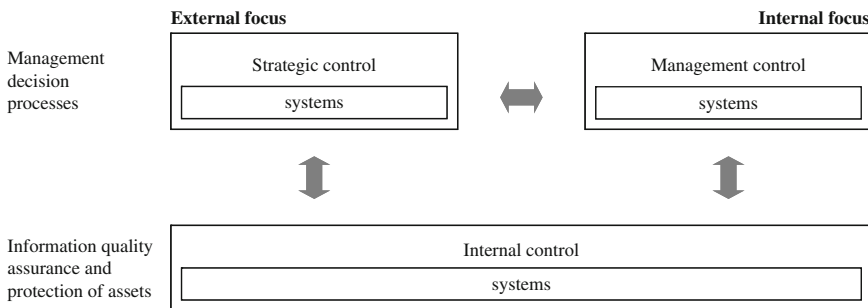 External focus
Internal focus
Management
decision
processes
Strategic control
systems
Management control
systems
Information quality
assurance and
protection of assets
Internal control
systems